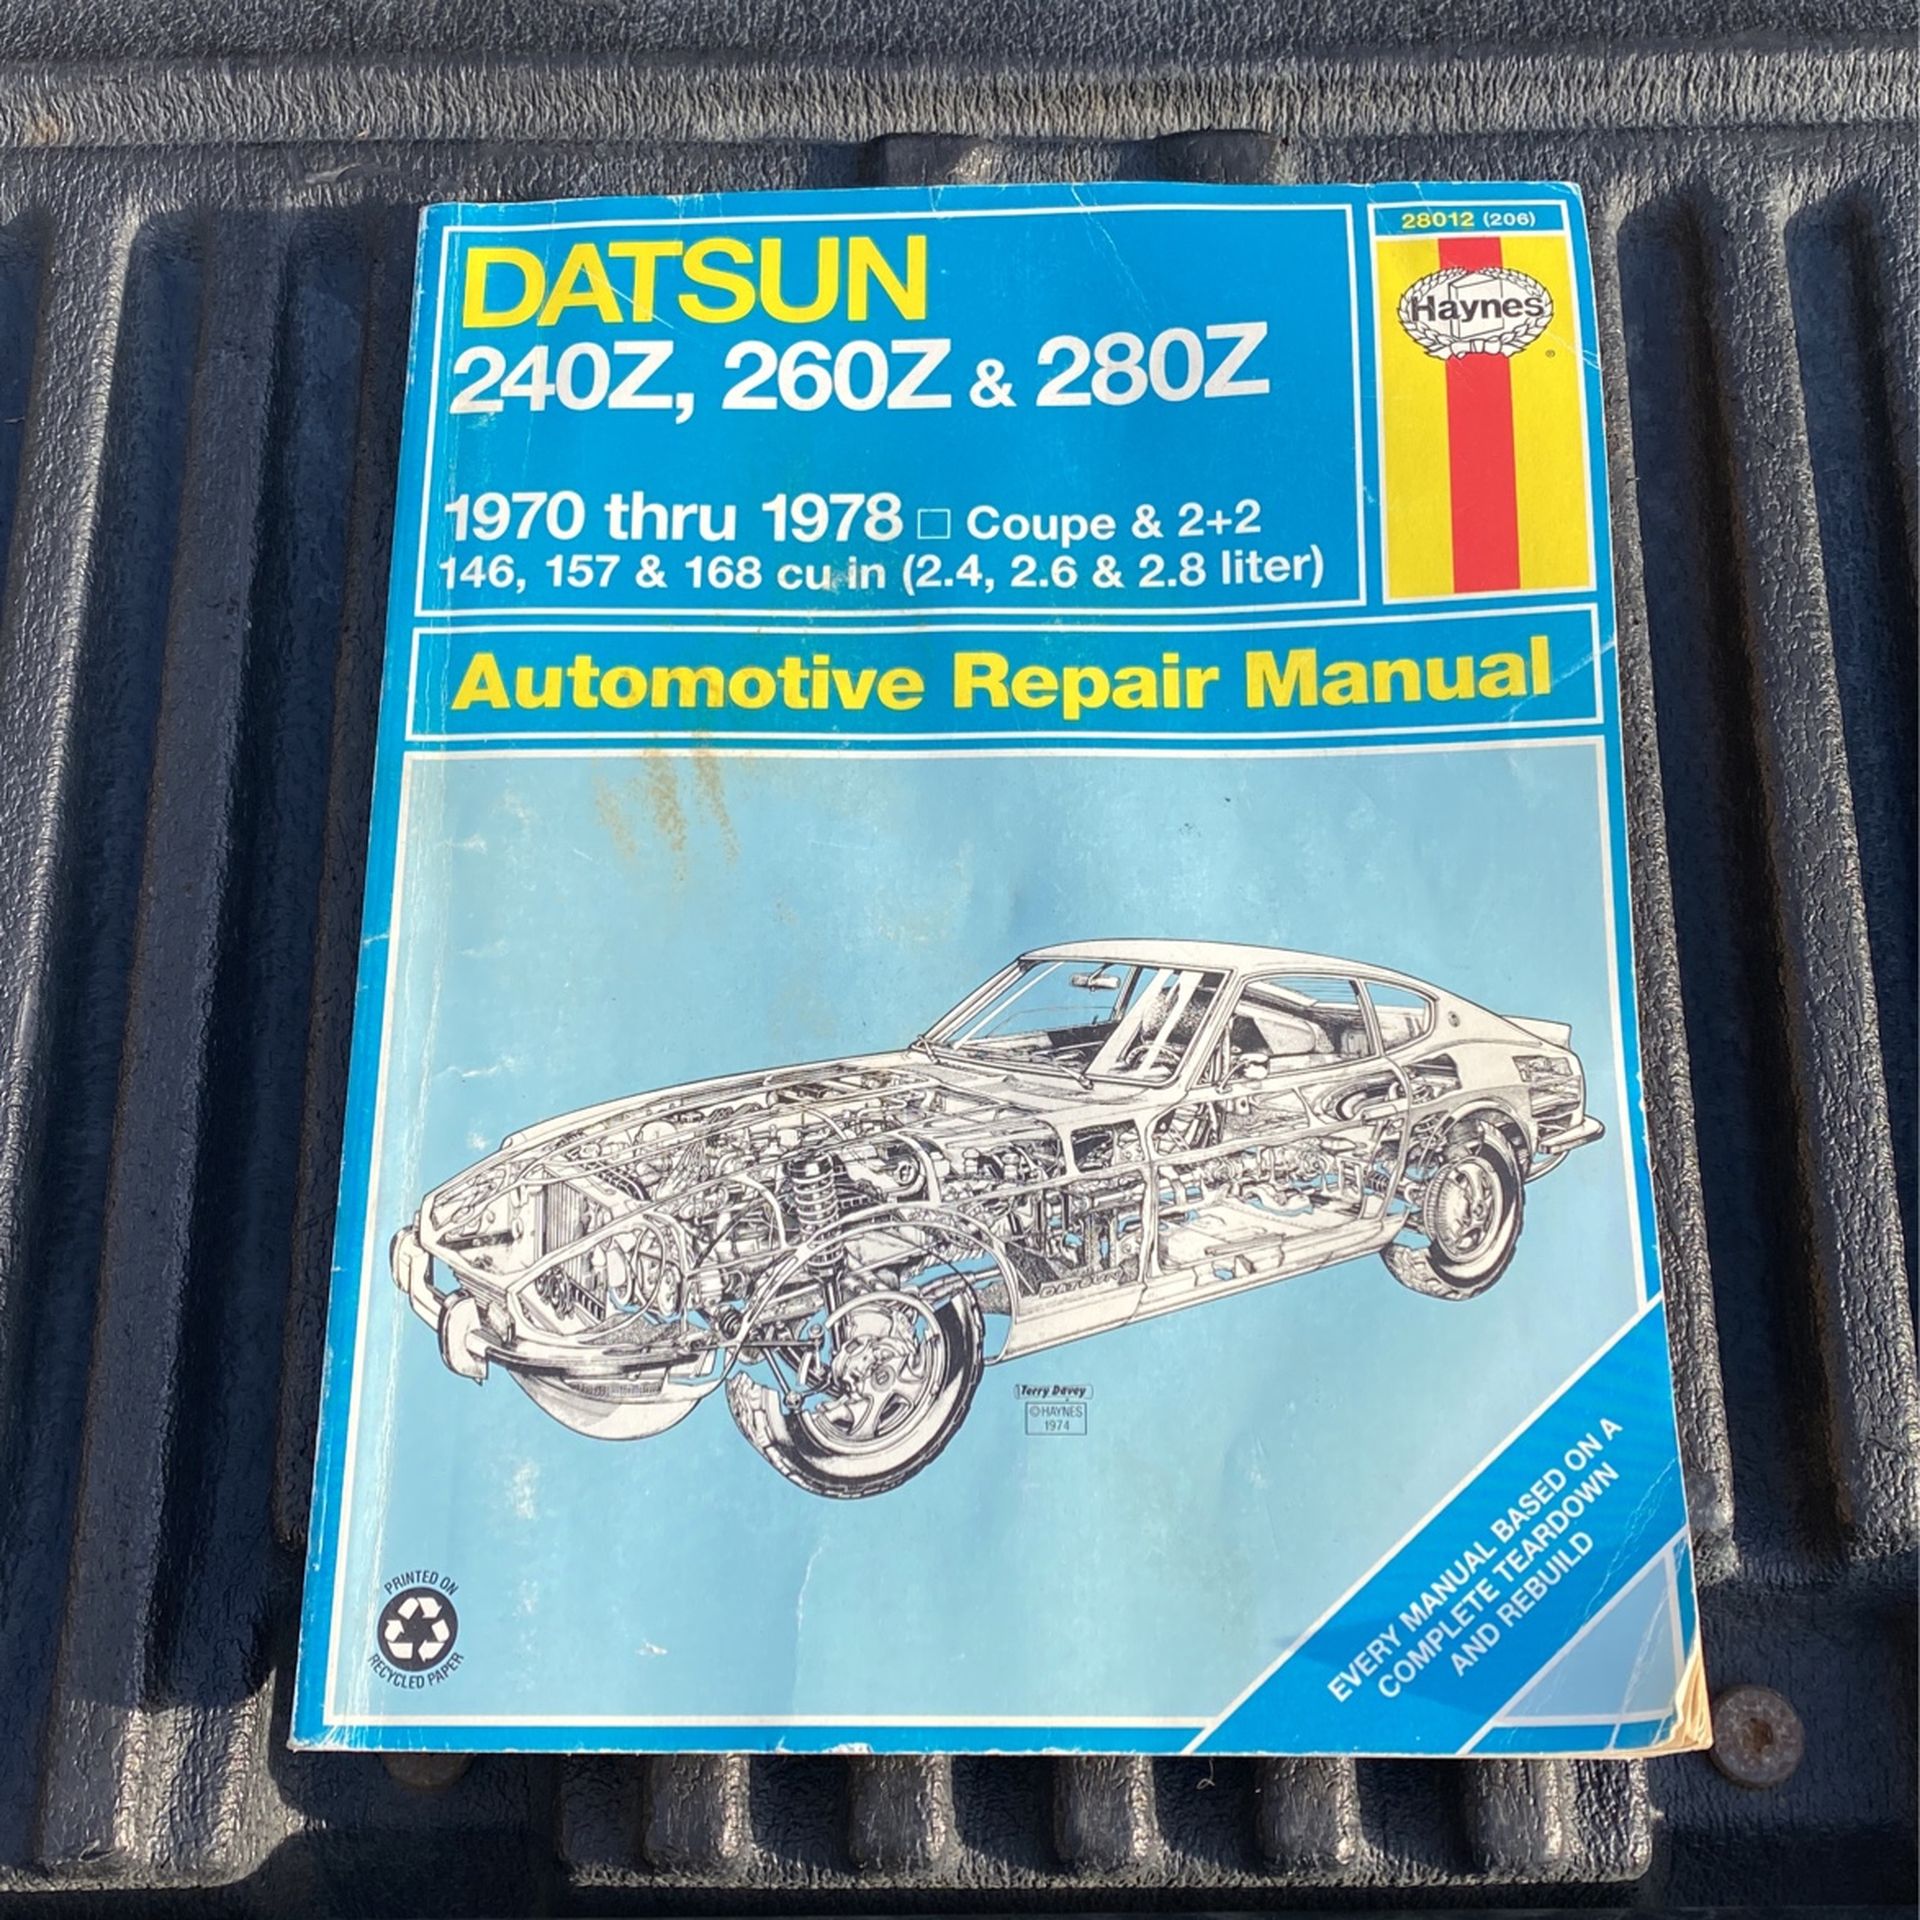 28012 (206)
Haynes
®
DATSUN
240Z, 260Z & 280Z
1970 thru 1978 □ Coupe & 2+2
146, 157 & 168 cu in (2.4, 2.6 & 2.8 liter)
Automotive Repair Manual
DATSUN
Terry Davey
©HAYNES
1974
PRINTED ON
RECYCLED PAPER
EVERY MANUAL BASED ON A
COMPLETE TEARDOWN
AND REBUILD